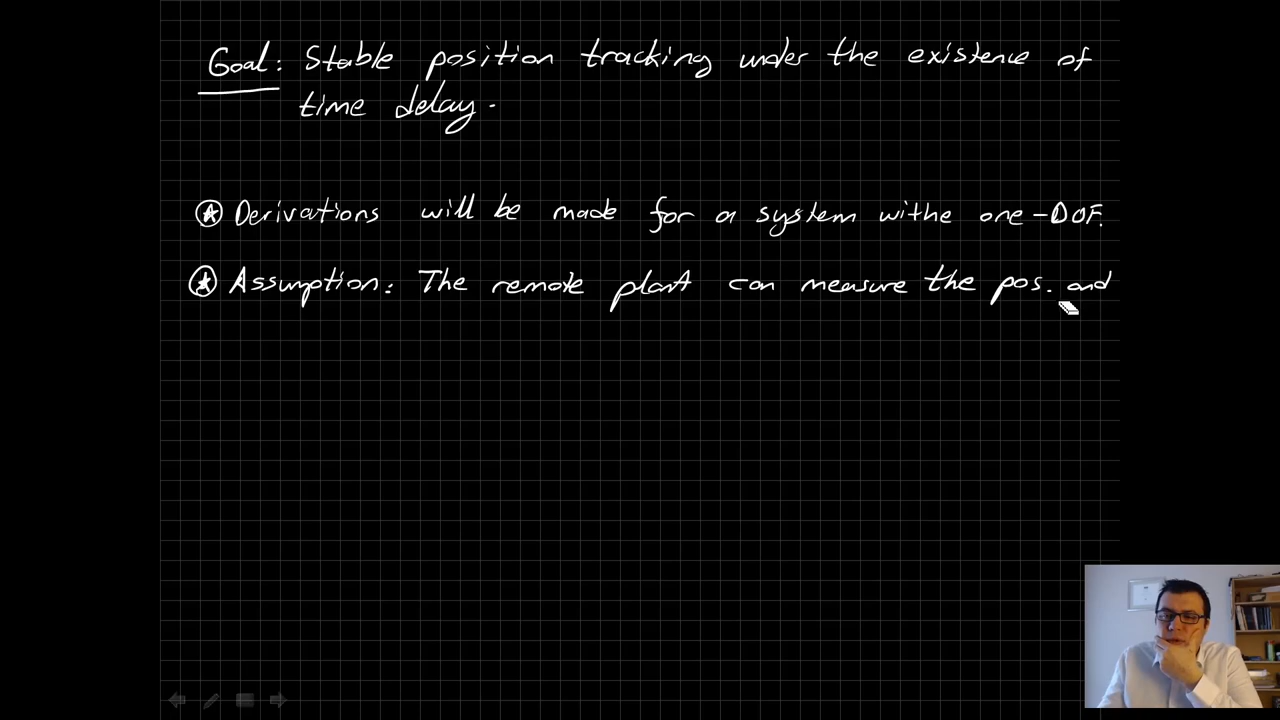 Goal: Stable position tracking under the existence of
time delay.
Derivations will be made for a system withe one-DOF.
Assumption: The remote plant can measure the pos. and